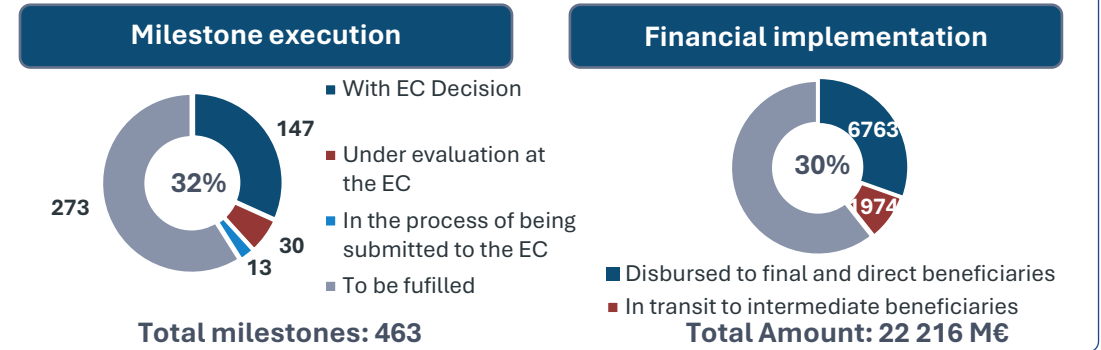 Milestone execution
With EC Decision
147
Under evaluation at
the EC
32%
273
In the process of being
submitted to the EC
30
13
To be fufilled
Total milestones: 463
Financial implementation
6763
30%
1974
Disbursed to final and direct beneficiaries
In transit to intermediate beneficiaries
Total Amount: 22 216 M€